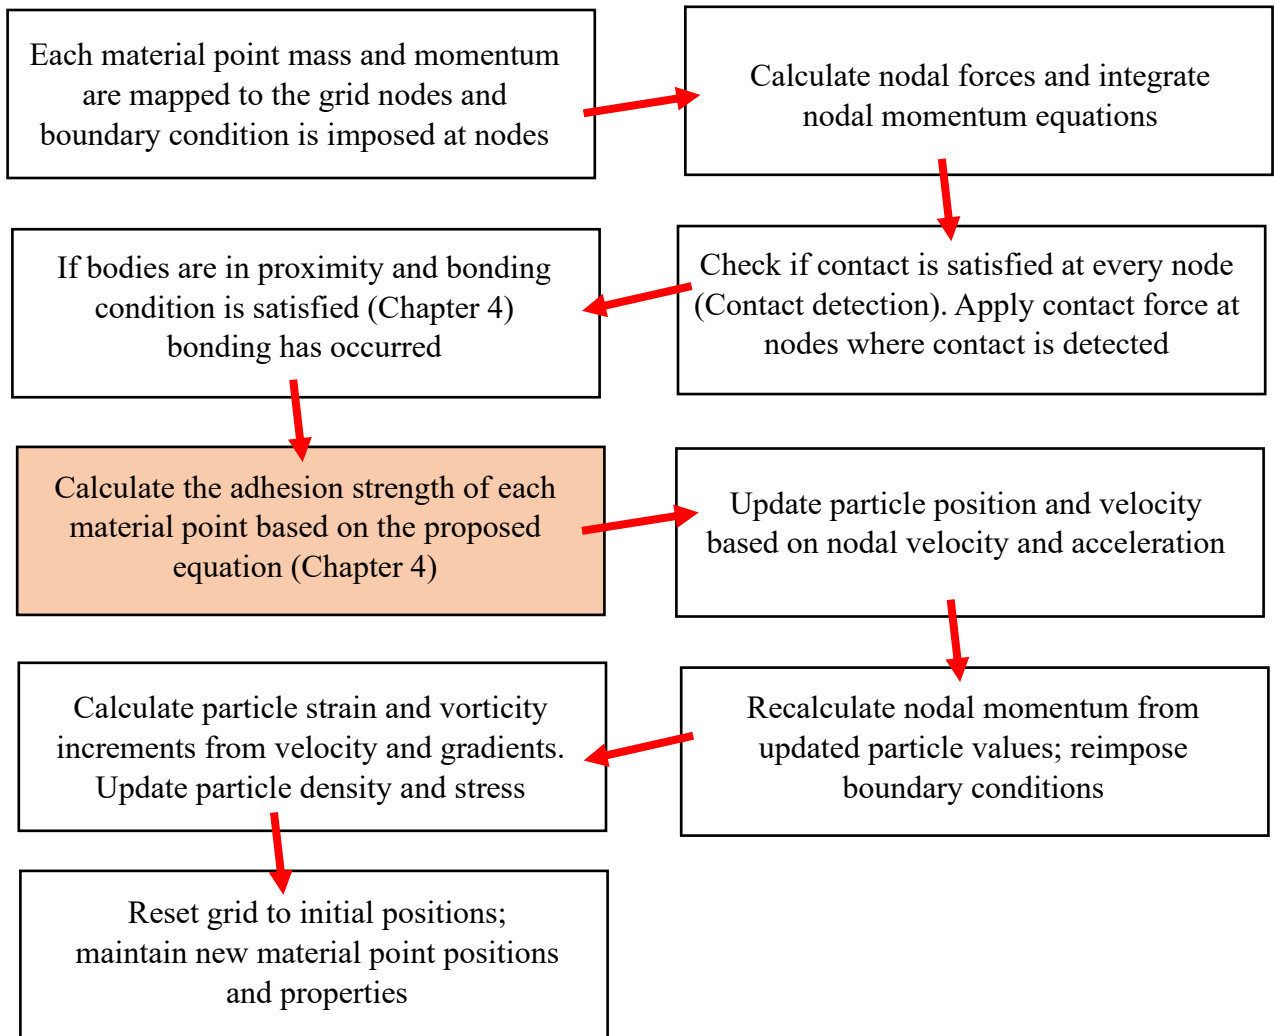 Each material point mass and momentum
are mapped to the grid nodes and
boundary condition is imposed at nodes
Calculate nodal forces and integrate
nodal momentum equations
Check if contact is satisfied at every node
(Contact detection). Apply contact force at
nodes where contact is detected
If bodies are in proximity and bonding
condition is satisfied (Chapter 4)
bonding has occurred
Calculate the adhesion strength of each
material point based on the proposed
equation (Chapter 4)
Update particle position and velocity
based on nodal velocity and acceleration
Recalculate nodal momentum from
updated particle values; reimpose
boundary conditions
Calculate particle strain and vorticity
increments from velocity and gradients.
Update particle density and stress
Reset grid to initial positions;
maintain new material point positions
and properties